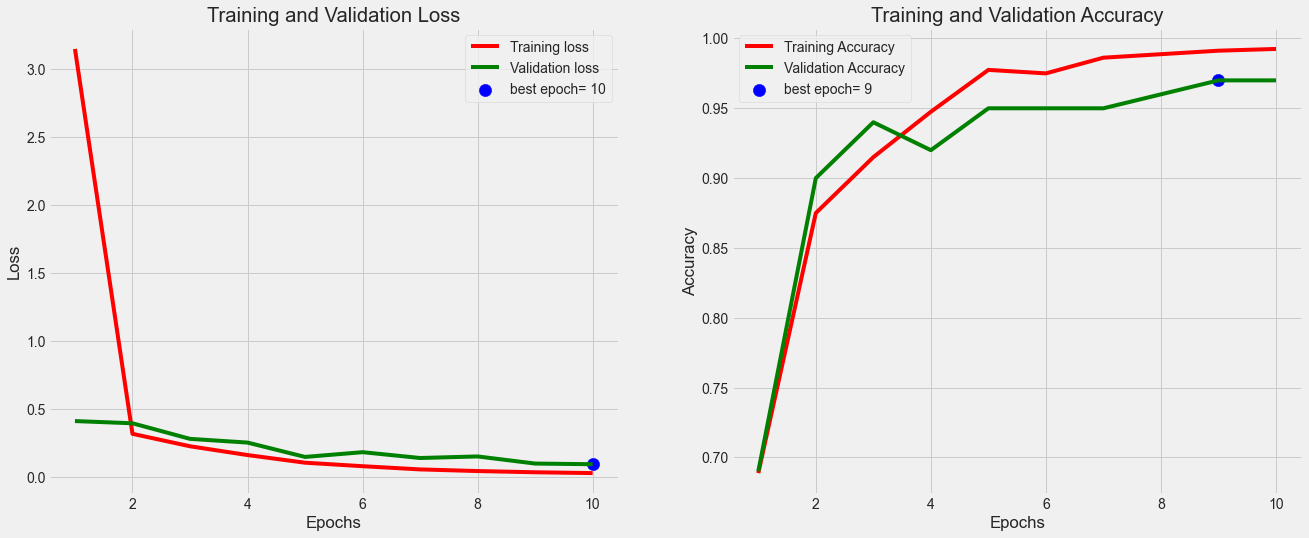 Training and Validation Loss
Training loss
Validation loss
best epoch= 10
3.0
2.5
2.0
1.5
1.0
0.5
0.0
Loss
2
4
6
8
10
Epochs
Training and Validation Accuracy
Training Accuracy
Validation Accuracy
best epoch= 9
1.00
0.95
0.90
0.85
0.80
0.75
0.70
Accuracy
2
4
6
8
10
Epochs